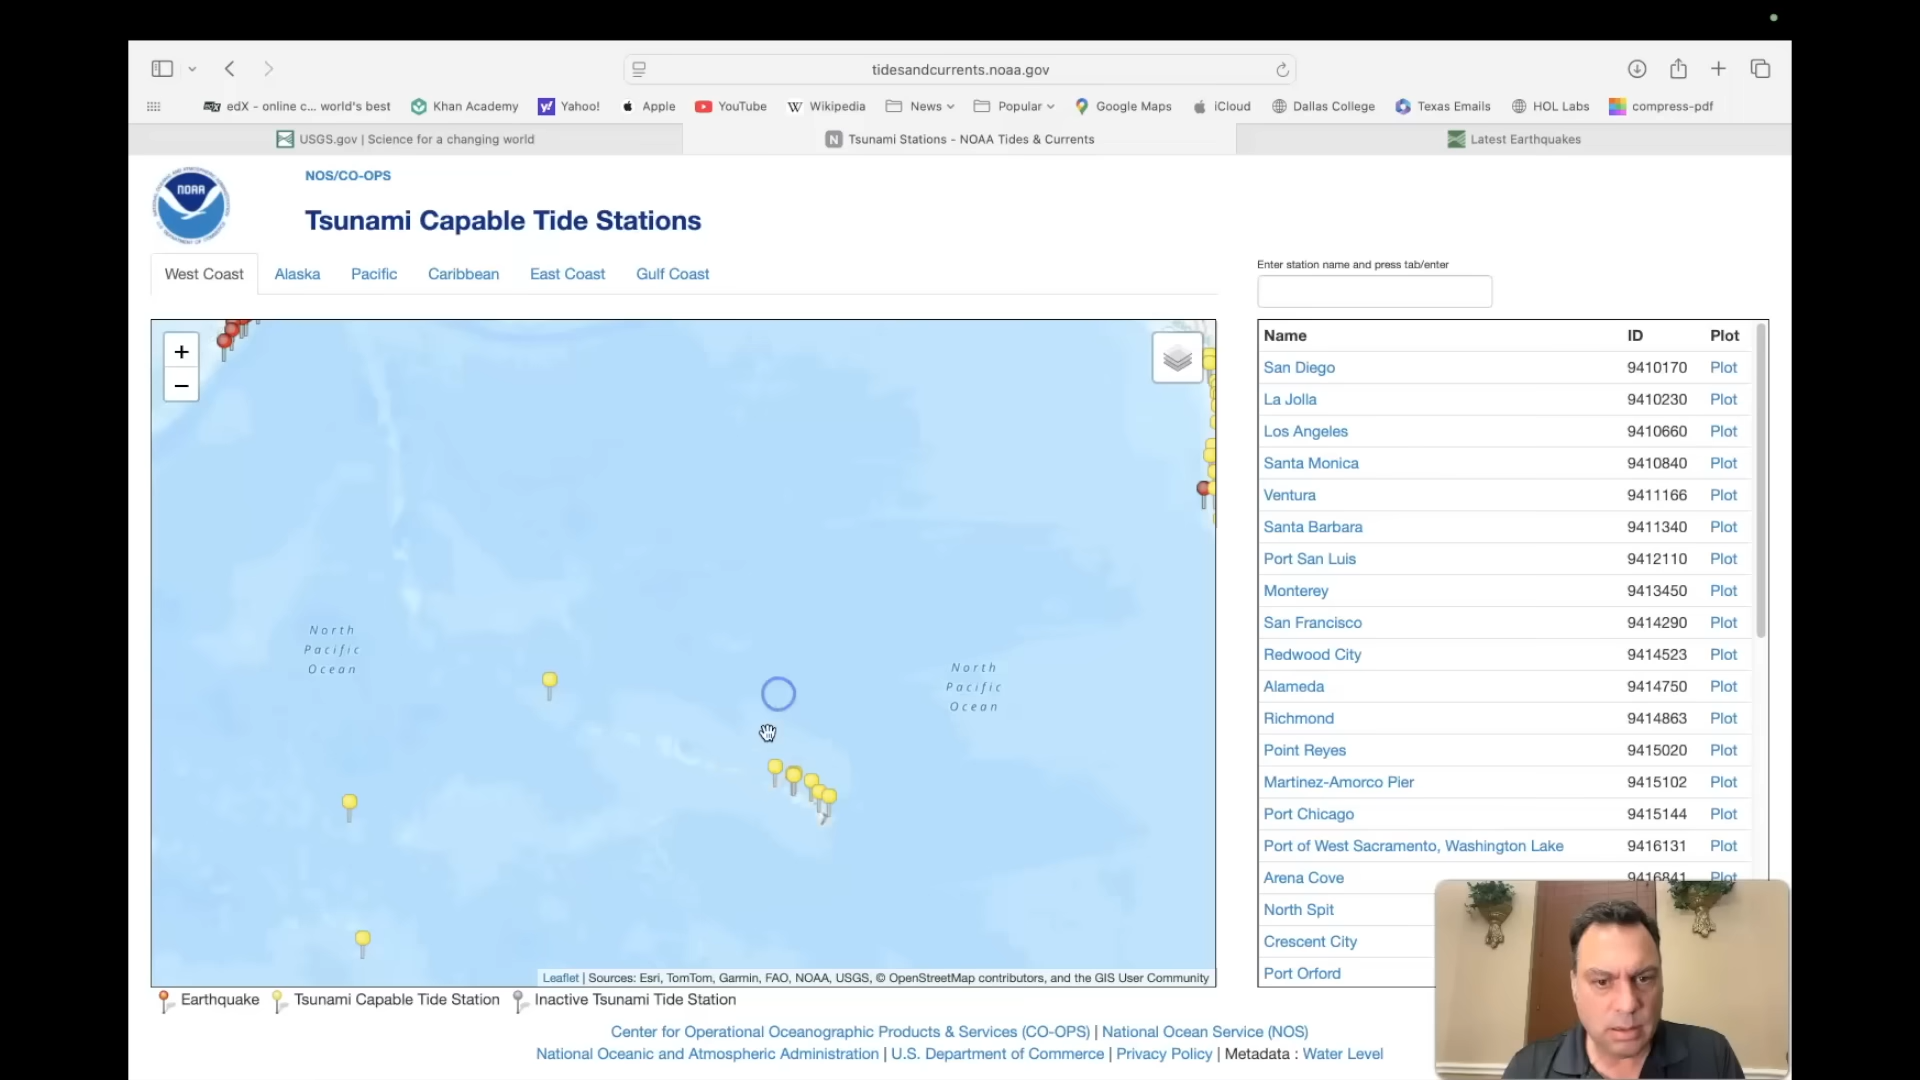 tidesandcurrents.noaa.gov
edX - online c... world's best
Khan Academy
Yahoo!
Apple
YouTube
Wikipedia
News
Popular
Google Maps
iCloud
Dallas College
Texas Emails
HOL Labs
compress-pdf
USGS.gov | Science for a changing world
Tsunami Stations - NOAA Tides & Currents
Latest Earthquakes
NOAA
NOS/CO-OPS
Tsunami Capable Tide Stations
West Coast
Alaska
Pacific
Caribbean
East Coast
Gulf Coast
Enter station name and press tab/enter
+
−
North
Pacific
Ocean
North
Pacific
Ocean
Leaflet | Sources: Esri, TomTom, Garmin, FAO, NOAA, USGS, © OpenStreetMap contributors, and the GIS User Community
Name ID Plot
San Diego 9410170 Plot
La Jolla 9410230 Plot
Los Angeles 9410660 Plot
Santa Monica 9410840 Plot
Ventura 9411166 Plot
Santa Barbara 9411340 Plot
Port San Luis 9412110 Plot
Monterey 9413450 Plot
San Francisco 9414290 Plot
Redwood City 9414523 Plot
Alameda 9414750 Plot
Richmond 9414863 Plot
Point Reyes 9415020 Plot
Martinez-Amorco Pier 9415102 Plot
Port Chicago 9415144 Plot
Port of West Sacramento, Washington Lake 9416131 Plot
Arena Cove 9416841 Plot
North Spit
Crescent City
Port Orford
Earthquake
Tsunami Capable Tide Station
Inactive Tsunami Tide Station
Center for Operational Oceanographic Products & Services (CO-OPS) | National Ocean Service (NOS)
National Oceanic and Atmospheric Administration | U.S. Department of Commerce | Privacy Policy | Metadata : Water Level